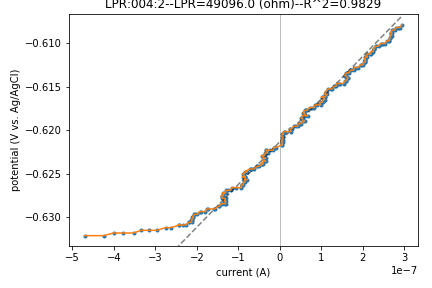 LPR:004:2--LPR=49096.0 (ohm)--R^2=0.9829
potential (V vs. Ag/AgCl)
−0.610
−0.615
−0.620
−0.625
−0.630
−5 −4 −3 −2 −1 0 1 2 3
1e−7
current (A)